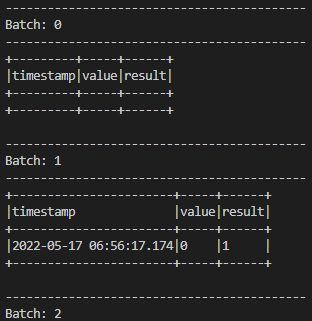 -------------------------------------------
Batch: 0
-------------------------------------------
+---------+-----+------+
|timestamp|value|result|
+---------+-----+------+
+---------+-----+------+

-------------------------------------------
Batch: 1
-------------------------------------------
+-----------------------+-----+------+
|timestamp              |value|result|
+-----------------------+-----+------+
|2022-05-17 06:56:17.174|0    |1     |
+-----------------------+-----+------+

-------------------------------------------
Batch: 2